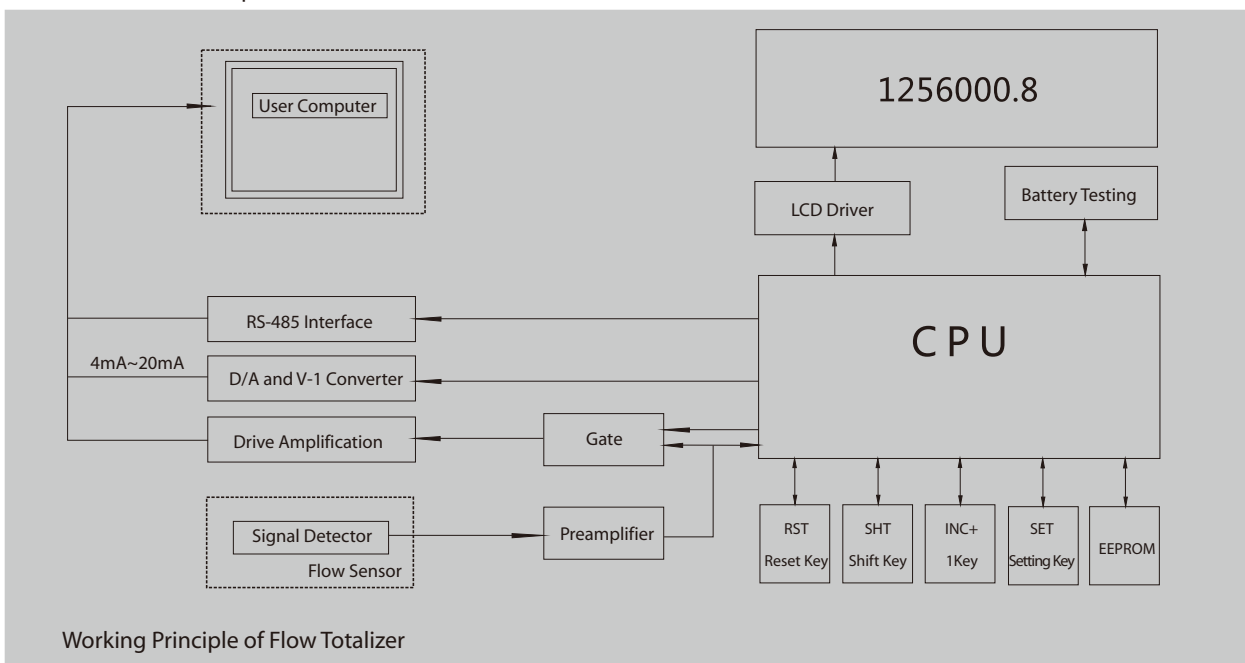 User Computer
1256000.8
LCD Driver
Battery Testing
RS-485 Interface
CPU
4mA~20mA
D/A and V-1 Converter
Drive Amplification
Gate
Signal Detector
Flow Sensor
Preamplifier
RST
Reset Key
SHT
Shift Key
INC+
1Key
SET
Setting Key
EEPROM
Working Principle of Flow Totalizer